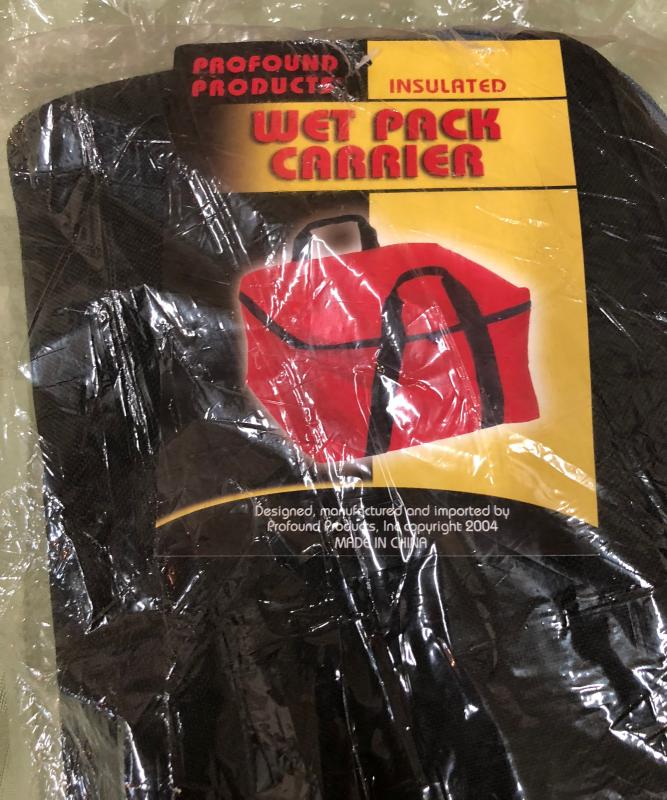 PROFOUND
PRODUCTS
INSULATED
WET PACK
CARRIER
Designed, manufactured and imported by
Profound Products, Inc copyright 2004
MADE IN CHINA